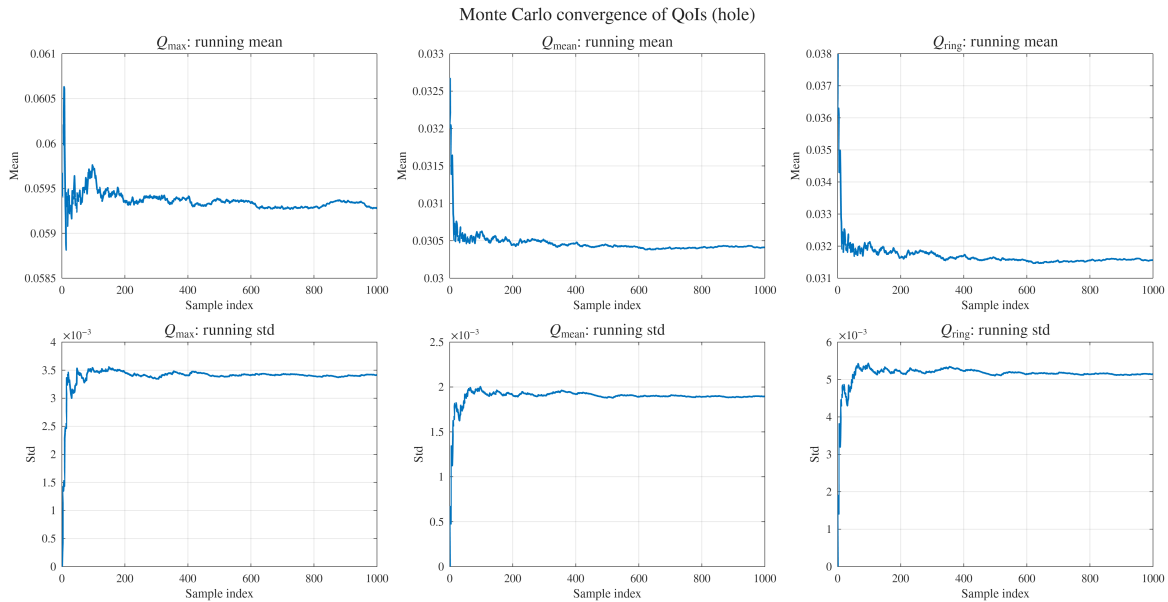 Monte Carlo convergence of QoIs (hole)
Qmax: running mean
Qmean: running mean
Qring: running mean
0.061
0.0605
0.06
0.0595
0.059
0.0585
Mean
0 200 400 600 800 1000
Sample index
0.033
0.0325
0.032
0.0315
0.031
0.0305
0.03
Mean
0 200 400 600 800 1000
Sample index
0.038
0.037
0.036
0.035
0.034
0.033
0.032
0.031
Mean
0 200 400 600 800 1000
Sample index
Qmax: running std
×10⁻³
4
3.5
3
2.5
2
1.5
1
0.5
0
Std
0 200 400 600 800 1000
Sample index
Qmean: running std
×10⁻³
2.5
2
1.5
1
0.5
0
Std
0 200 400 600 800 1000
Sample index
Qring: running std
×10⁻³
6
5
4
3
2
1
0
Std
0 200 400 600 800 1000
Sample index